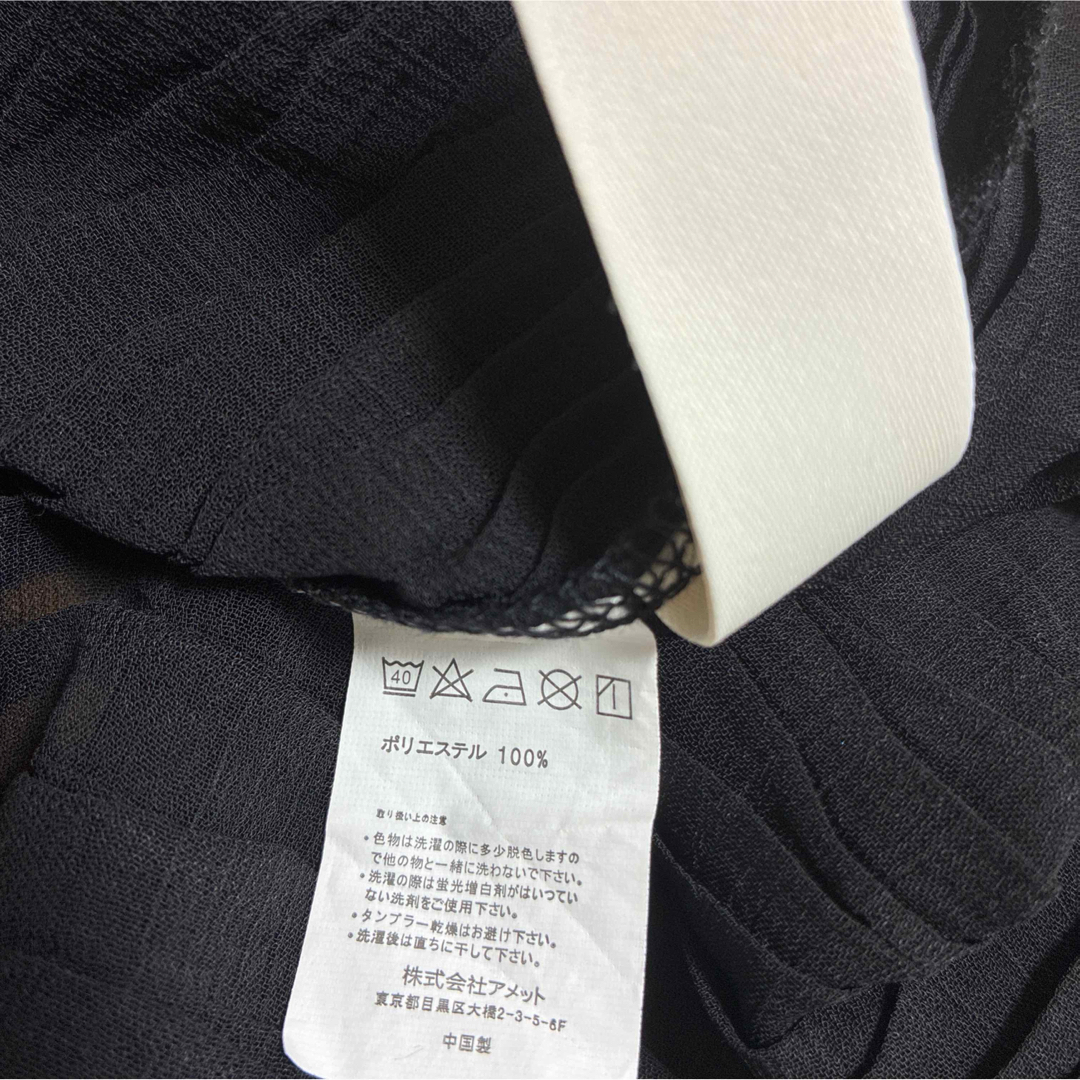 40
ポリエステル 100%
取り扱い上の注意
・色物は洗濯の際に多少脱色しますの
で他の物と一緒に洗わないで下さい。
・洗濯の際は蛍光増白剤がはいつてい
ない洗剤をご使用下さい。
・タンブラー乾燥はお避け下さい。
・洗濯後は直ちに干して下さい。
株式会社アメット
東京都目黒区大橋2-3-5-6F
中国製